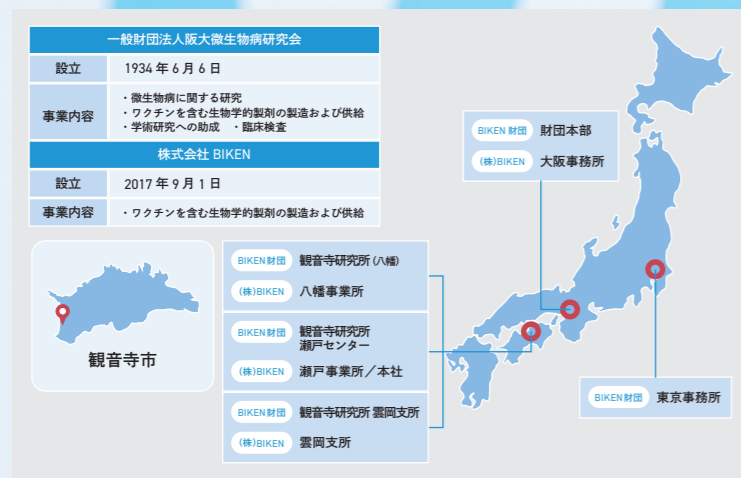 一般財団法人阪大微生物病研究会
設立 1934年6月6日
事業内容
・微生物病に関する研究
・ワクチンを含む生物学的製剤の製造および供給
・学術研究への助成 ・臨床検査
株式会社 BIKEN
設立 2017年9月1日
事業内容 ・ワクチンを含む生物学的製剤の製造および供給
BIKEN 財団 財団本部
(株)BIKEN 大阪事務所
観音寺市
BIKEN財団 観音寺研究所 (八幡)
(株)BIKEN 八幡事業所
BIKEN財団 観音寺研究所
瀬戸センター
(株)BIKEN 瀬戸事業所/本社
BIKEN財団 観音寺研究所 雲岡支所
(株)BIKEN 雲岡支所
BIKEN財団 東京事務所